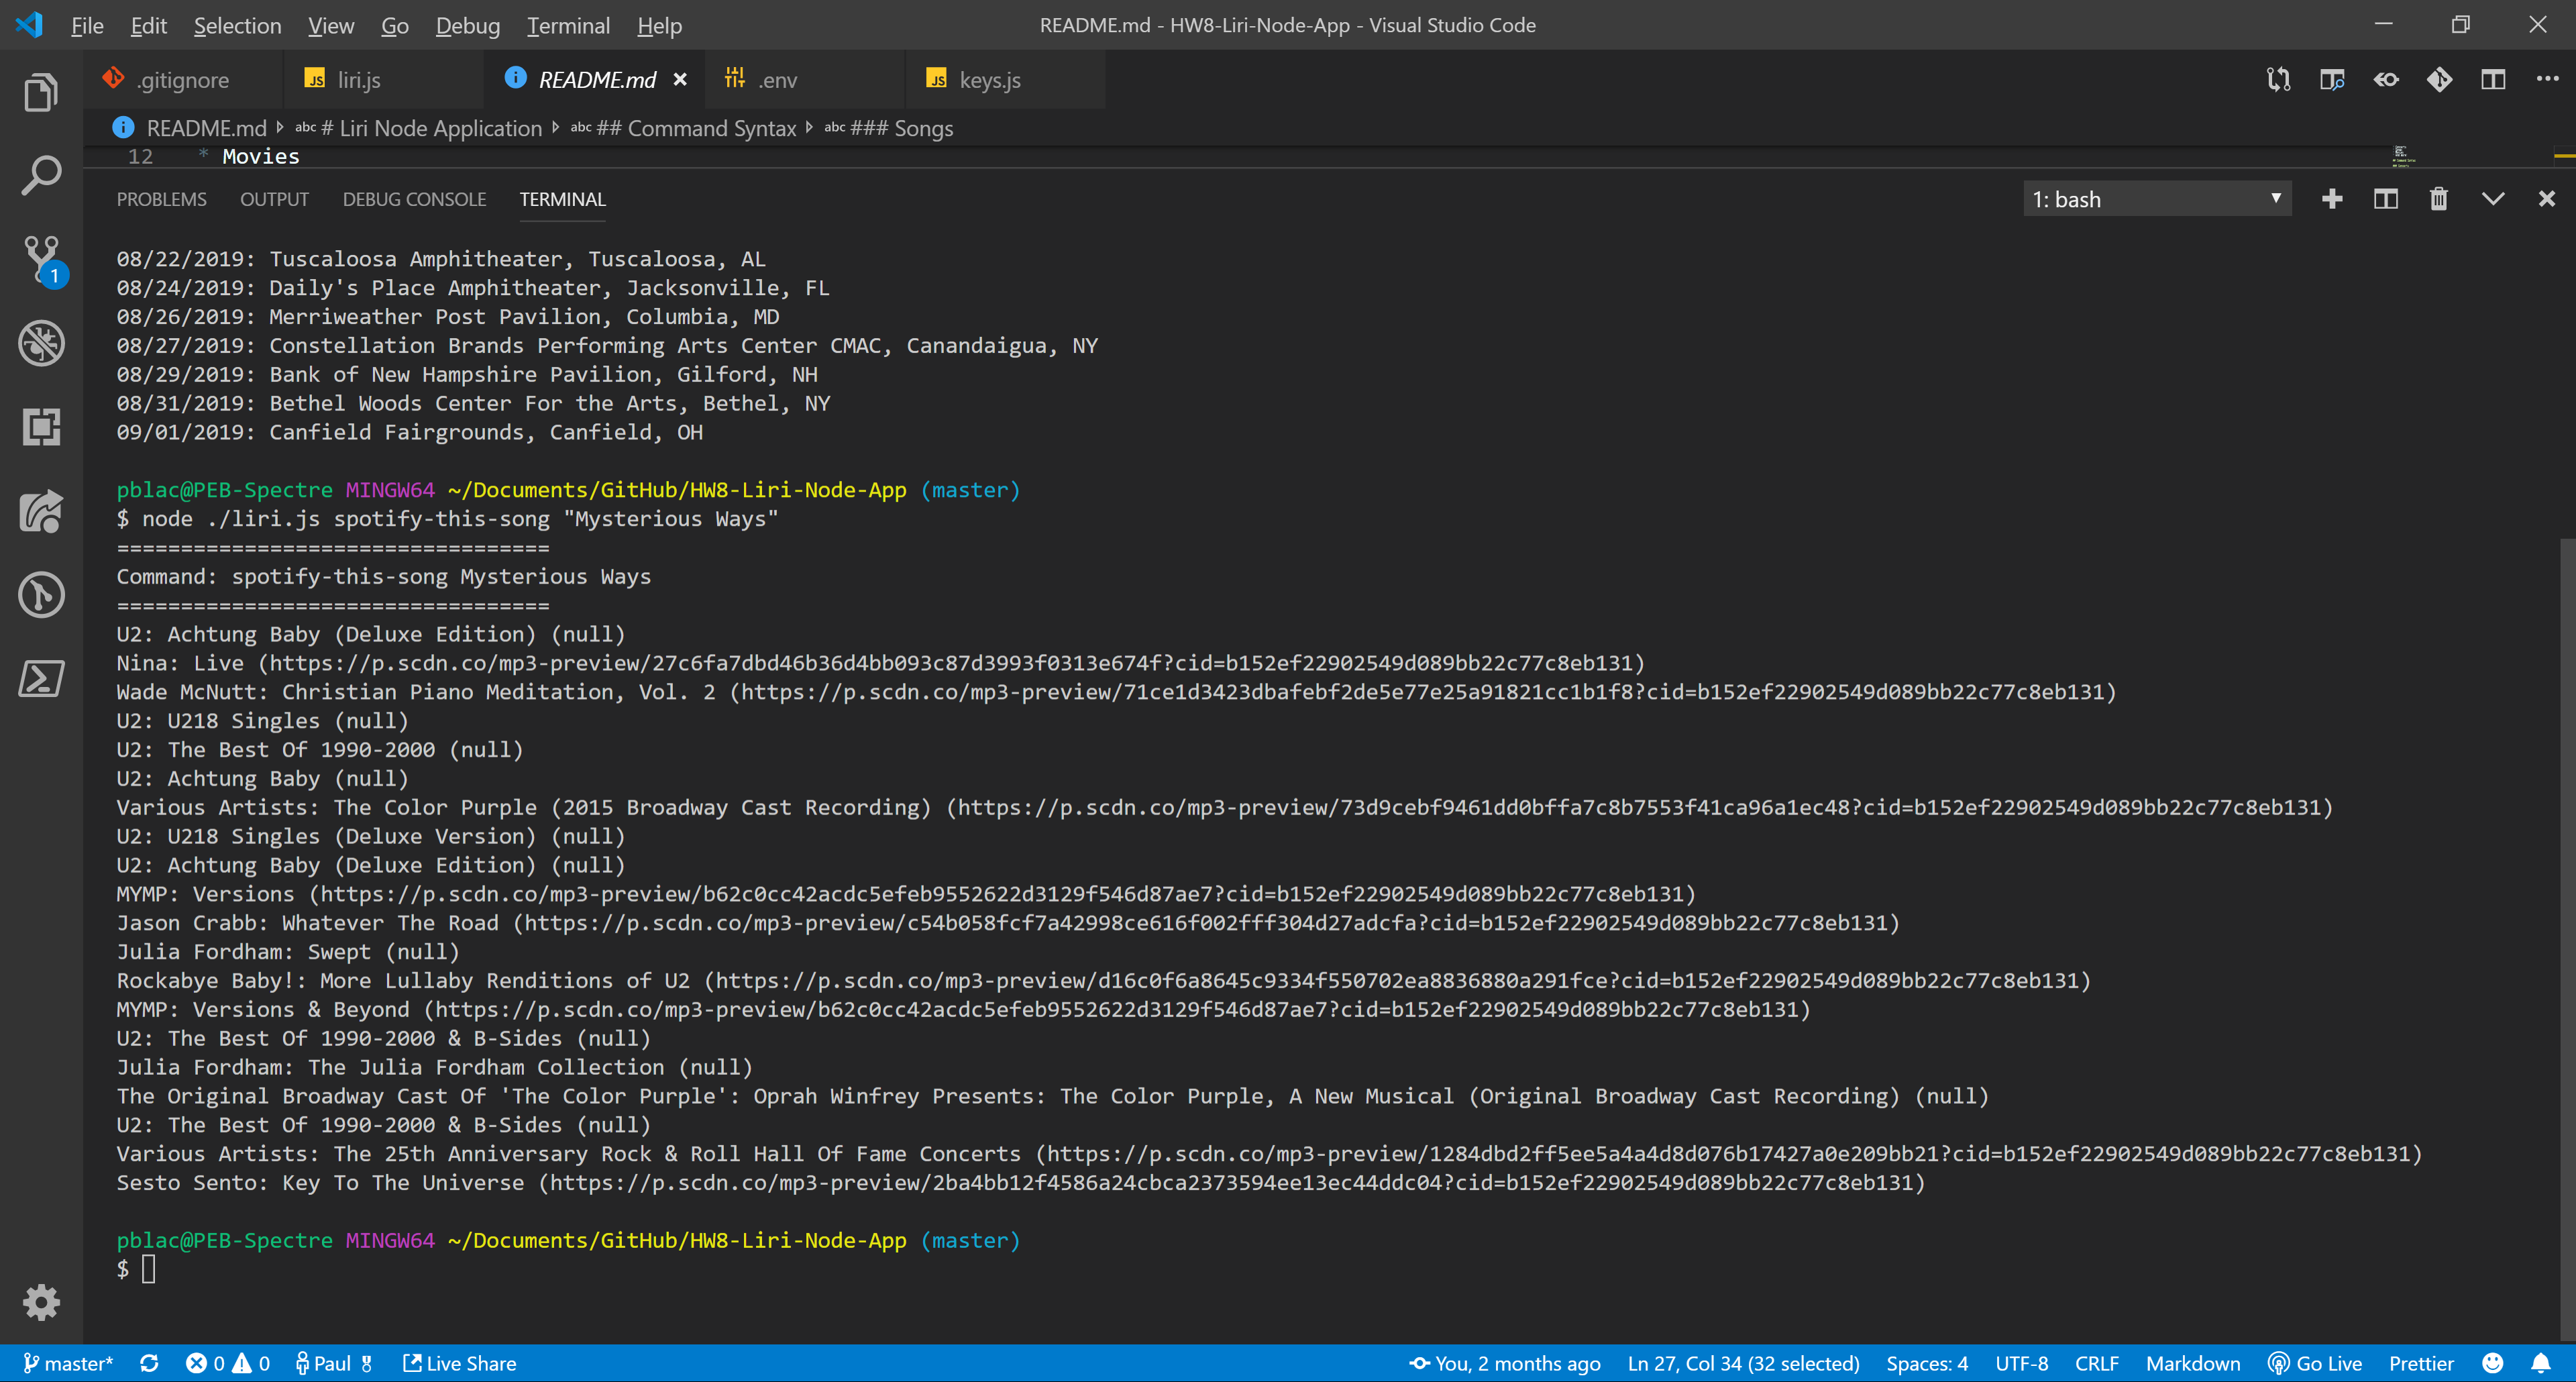 File Edit Selection View Go Debug Terminal Help README.md - HW8-Liri-Node-App - Visual Studio Code
.gitignore JS liri.js README.md .env JS keys.js
README.md abc # Liri Node Application abc ## Command Syntax abc ### Songs
12 * Movies
PROBLEMS OUTPUT DEBUG CONSOLE TERMINAL 1: bash
1
08/22/2019: Tuscaloosa Amphitheater, Tuscaloosa, AL
08/24/2019: Daily's Place Amphitheater, Jacksonville, FL
08/26/2019: Merriweather Post Pavilion, Columbia, MD
08/27/2019: Constellation Brands Performing Arts Center CMAC, Canandaigua, NY
08/29/2019: Bank of New Hampshire Pavilion, Gilford, NH
08/31/2019: Bethel Woods Center For the Arts, Bethel, NY
09/01/2019: Canfield Fairgrounds, Canfield, OH
pblac@PEB-Spectre MINGW64 ~/Documents/GitHub/HW8-Liri-Node-App (master)
$ node ./liri.js spotify-this-song "Mysterious Ways"
==================================
Command: spotify-this-song Mysterious Ways
==================================
U2: Achtung Baby (Deluxe Edition) (null)
Nina: Live (https://p.scdn.co/mp3-preview/27c6fa7dbd46b36d4bb093c87d3993f0313e674f?cid=b152ef22902549d089bb22c77c8eb131)
Wade McNutt: Christian Piano Meditation, Vol. 2 (https://p.scdn.co/mp3-preview/71ce1d3423dbafebf2de5e77e25a91821cc1b1f8?cid=b152ef22902549d089bb22c77c8eb131)
U2: U218 Singles (null)
U2: The Best Of 1990-2000 (null)
U2: Achtung Baby (null)
Various Artists: The Color Purple (2015 Broadway Cast Recording) (https://p.scdn.co/mp3-preview/73d9cebf9461dd0bffa7c8b7553f41ca96a1ec48?cid=b152ef22902549d089bb22c77c8eb131)
U2: U218 Singles (Deluxe Version) (null)
U2: Achtung Baby (Deluxe Edition) (null)
MYMP: Versions (https://p.scdn.co/mp3-preview/b62c0cc42acdc5efeb9552622d3129f546d87ae7?cid=b152ef22902549d089bb22c77c8eb131)
Jason Crabb: Whatever The Road (https://p.scdn.co/mp3-preview/c54b058fcf7a42998ce616f002fff304d27adcfa?cid=b152ef22902549d089bb22c77c8eb131)
Julia Fordham: Swept (null)
Rockabye Baby!: More Lullaby Renditions of U2 (https://p.scdn.co/mp3-preview/d16c0f6a8645c9334f550702ea8836880a291fce?cid=b152ef22902549d089bb22c77c8eb131)
MYMP: Versions & Beyond (https://p.scdn.co/mp3-preview/b62c0cc42acdc5efeb9552622d3129f546d87ae7?cid=b152ef22902549d089bb22c77c8eb131)
U2: The Best Of 1990-2000 & B-Sides (null)
Julia Fordham: The Julia Fordham Collection (null)
The Original Broadway Cast Of 'The Color Purple': Oprah Winfrey Presents: The Color Purple, A New Musical (Original Broadway Cast Recording) (null)
U2: The Best Of 1990-2000 & B-Sides (null)
Various Artists: The 25th Anniversary Rock & Roll Hall Of Fame Concerts (https://p.scdn.co/mp3-preview/1284dbd2ff5ee5a4a4d8d076b17427a0e209bb21?cid=b152ef22902549d089bb22c77c8eb131)
Sesto Sento: Key To The Universe (https://p.scdn.co/mp3-preview/2ba4bb12f4586a24cbca2373594ee13ec44ddc04?cid=b152ef22902549d089bb22c77c8eb131)
pblac@PEB-Spectre MINGW64 ~/Documents/GitHub/HW8-Liri-Node-App (master)
$
master* 0 0 Paul Live Share You, 2 months ago Ln 27, Col 34 (32 selected) Spaces: 4 UTF-8 CRLF Markdown Go Live Prettier